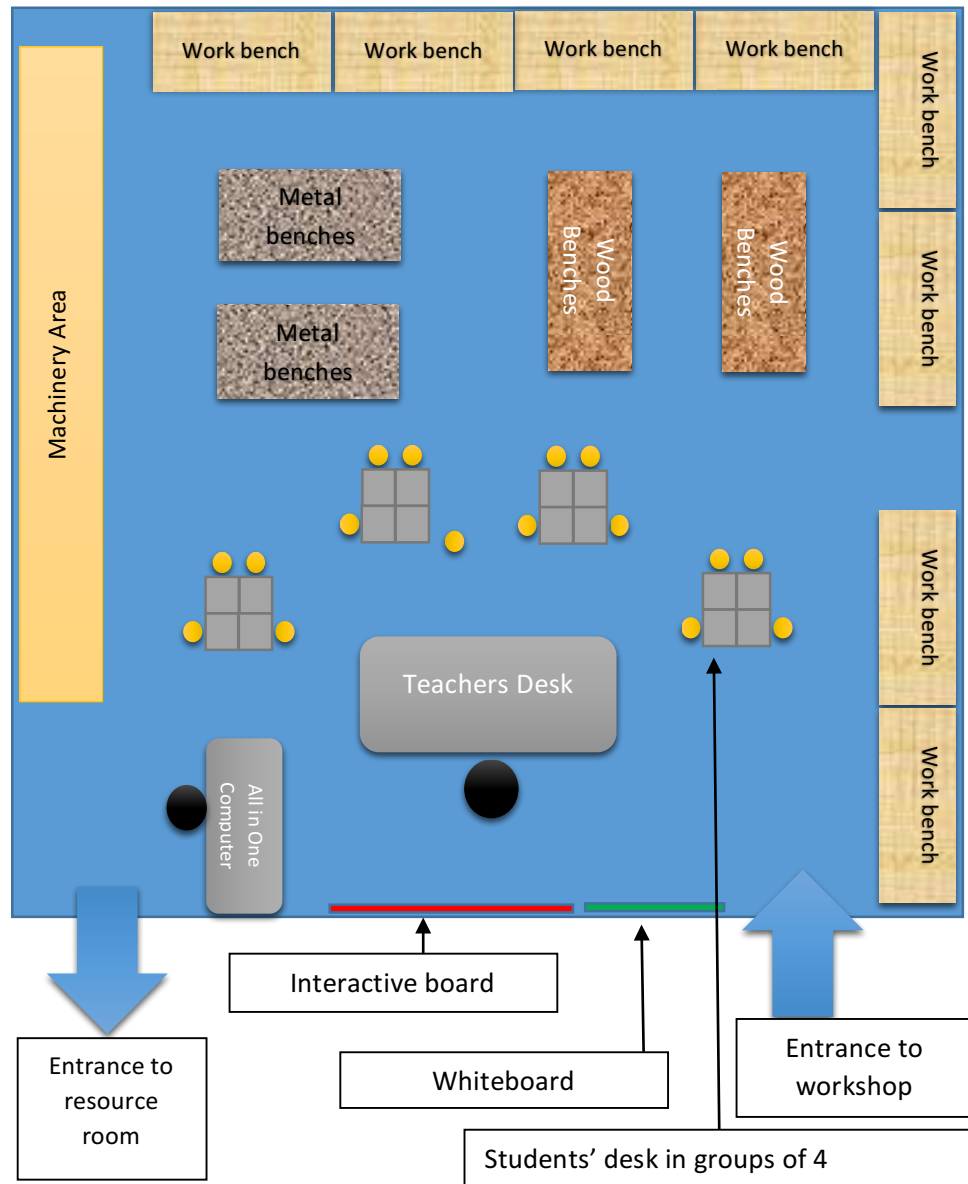 Work bench
Work bench
Work bench
Work bench
Work bench
Work bench
Work bench
Work bench
Machinery Area
Metal
benches
Metal
benches
Wood
Benches
Wood
Benches
Teachers Desk
All in One
Computer
Interactive board
Whiteboard
Entrance to
resource
room
Entrance to
workshop
Students’ desk in groups of 4